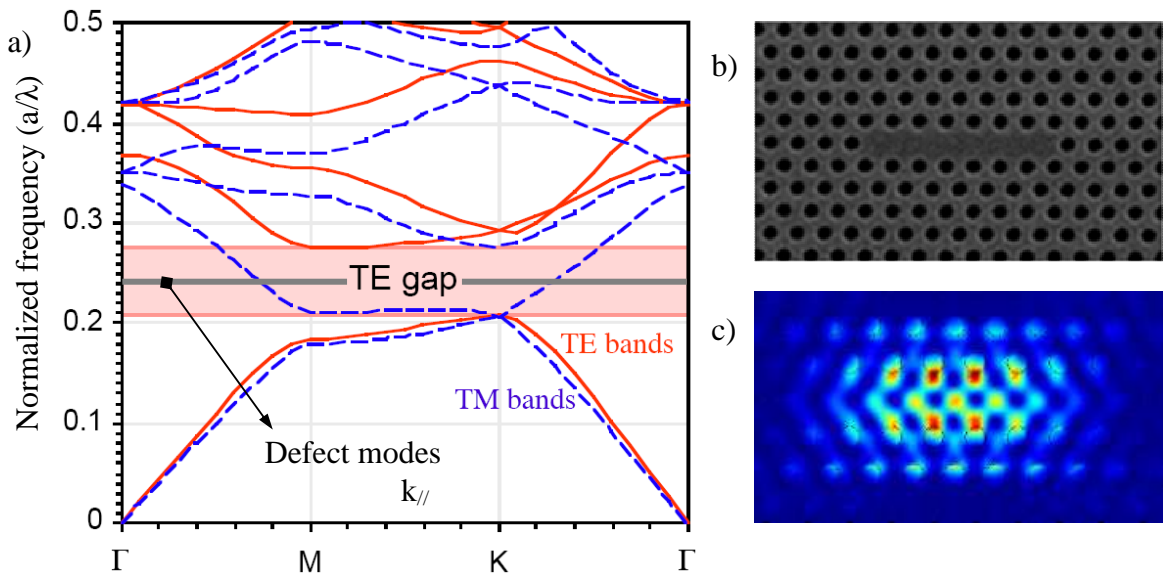 a)
Normalized frequency (a/λ)
0.5
0.4
0.3
0.2
0.1
0
TE gap
TE bands
TM bands
Defect modes
k//
Γ M K Γ
b)
c)